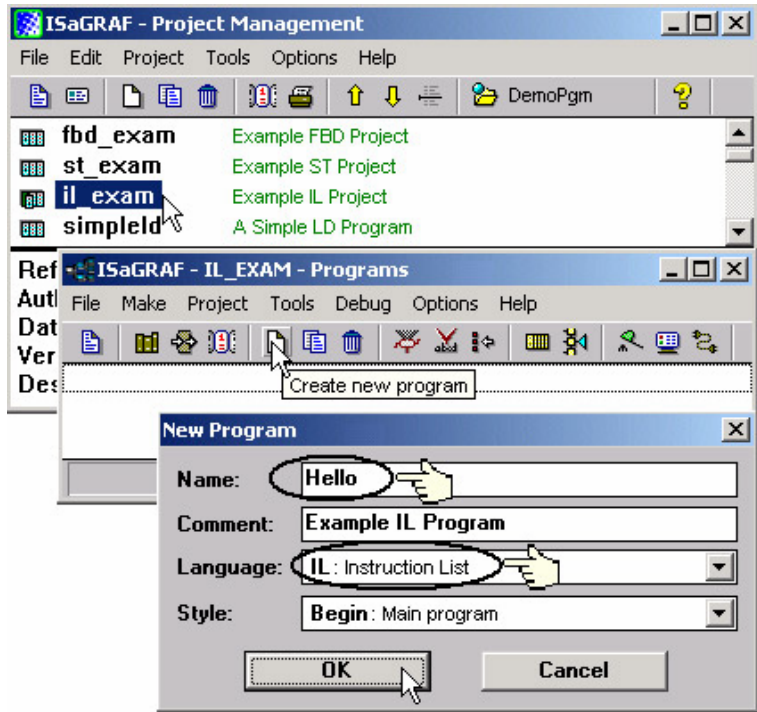 ISaGRAF - Project Management
File Edit Project Tools Options Help
DemoPgm
fbd_exam Example FBD Project
st_exam Example ST Project
il_exam Example IL Project
simpleld A Simple LD Program
Ref
ISaGRAF - IL_EXAM - Programs
Aut
File Make Project Tools Debug Options Help
Dat
Ver
Des
Create new program
New Program
Name: Hello
Comment: Example IL Program
Language: IL : Instruction List
Style: Begin : Main program
OK Cancel